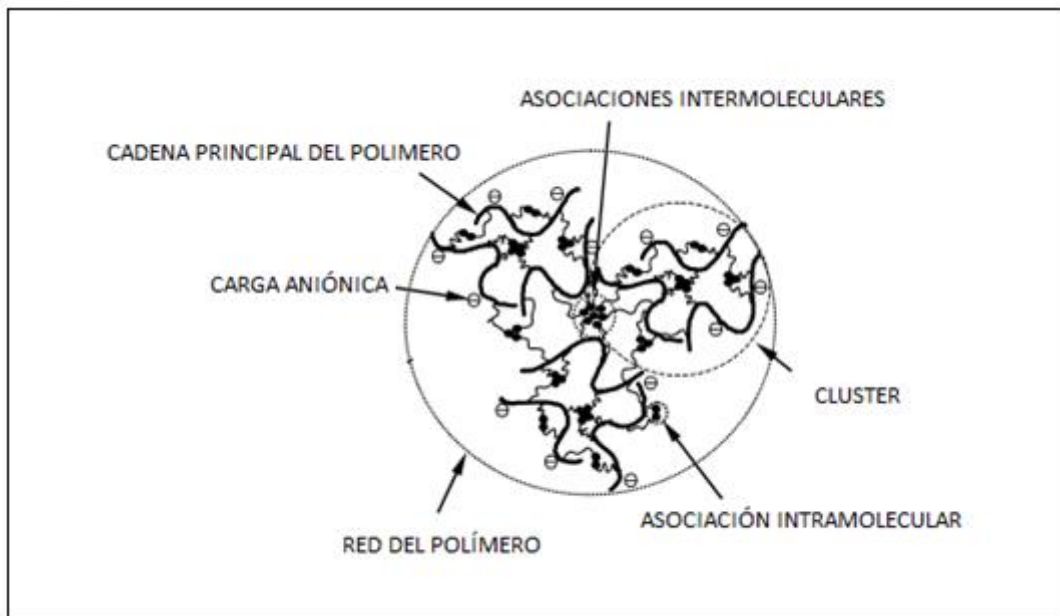 ASOCIACIONES INTERMOLECULARES
CADENA PRINCIPAL DEL POLIMERO
CARGA ANIÓNICA
CLUSTER
ASOCIACIÓN INTRAMOLECULAR
RED DEL POLÍMERO